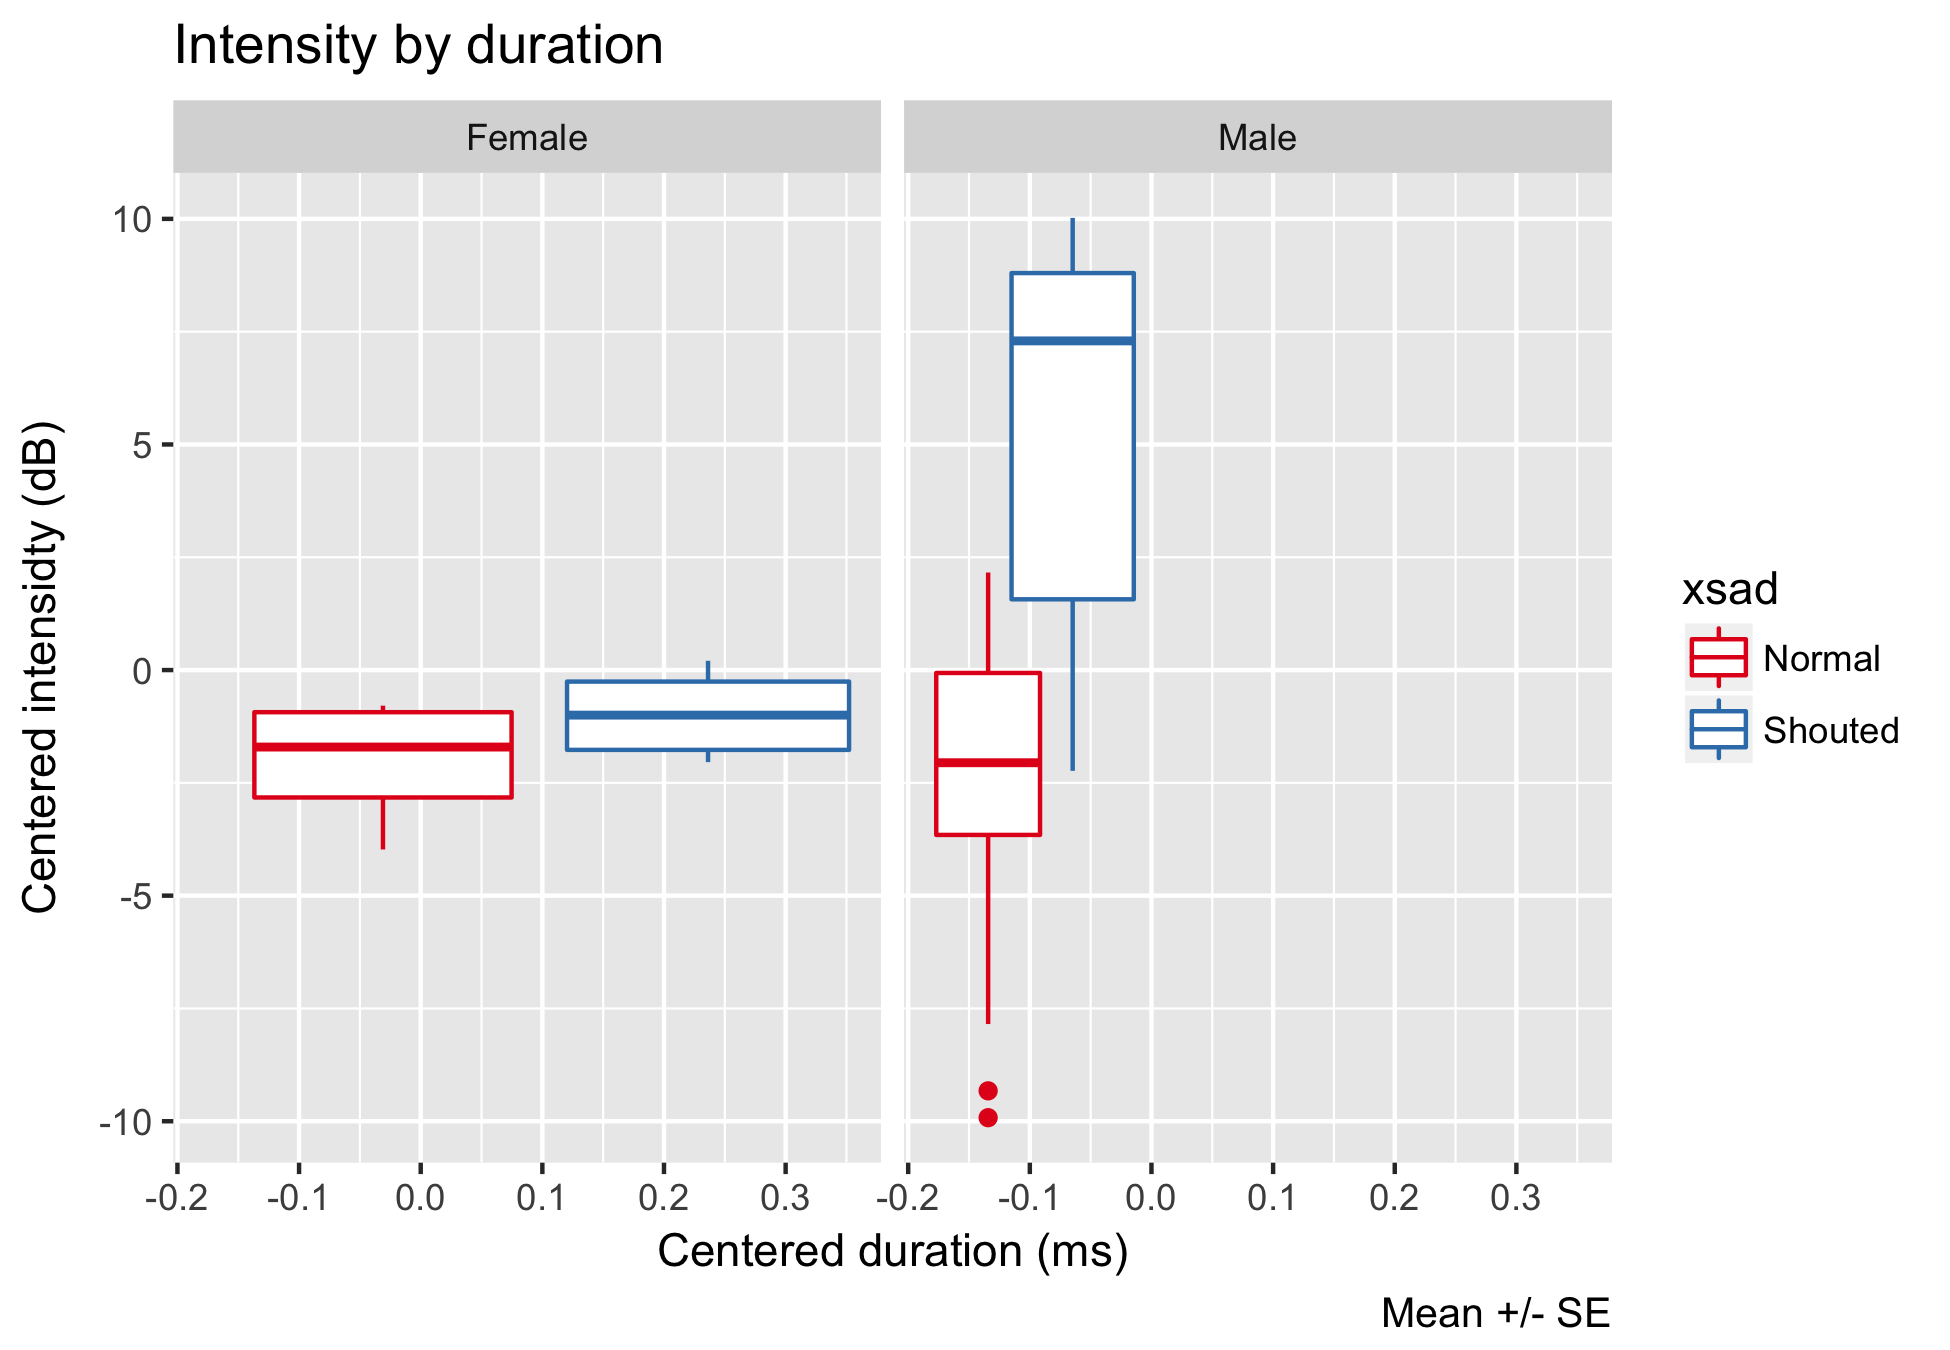 Intensity by duration
Female
Male
10
5
0
-5
-10
Centered intensidty (dB)
-0.2 -0.1 0.0 0.1 0.2 0.3
-0.2 -0.1 0.0 0.1 0.2 0.3
Centered duration (ms)
Mean +/- SE
xsad
Normal
Shouted